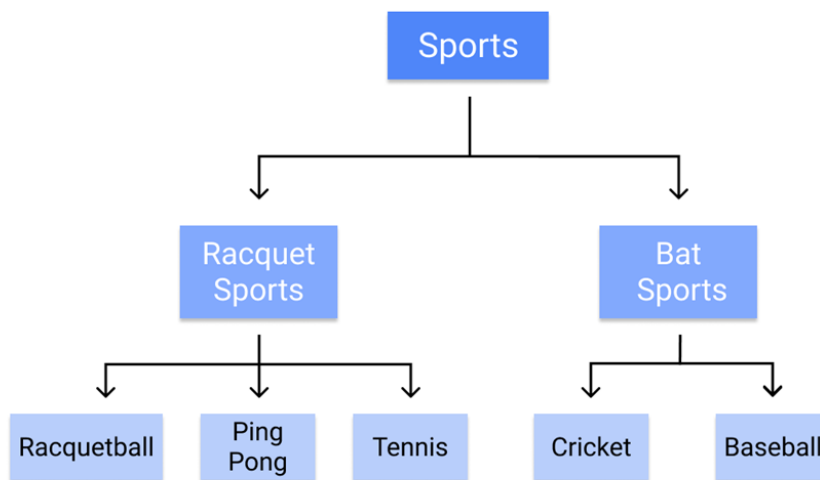 Sports
Racquet
Sports
Bat
Sports
Racquetball
Ping
Pong
Tennis
Cricket
Baseball